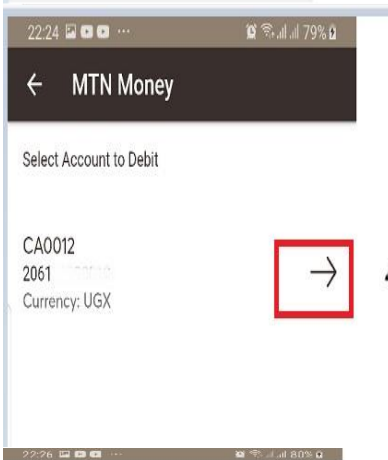 22:24 ... 79%
← MTN Money
Select Account to Debit
CA0012
2061
Currency: UGX
→
22:26 ... 80%